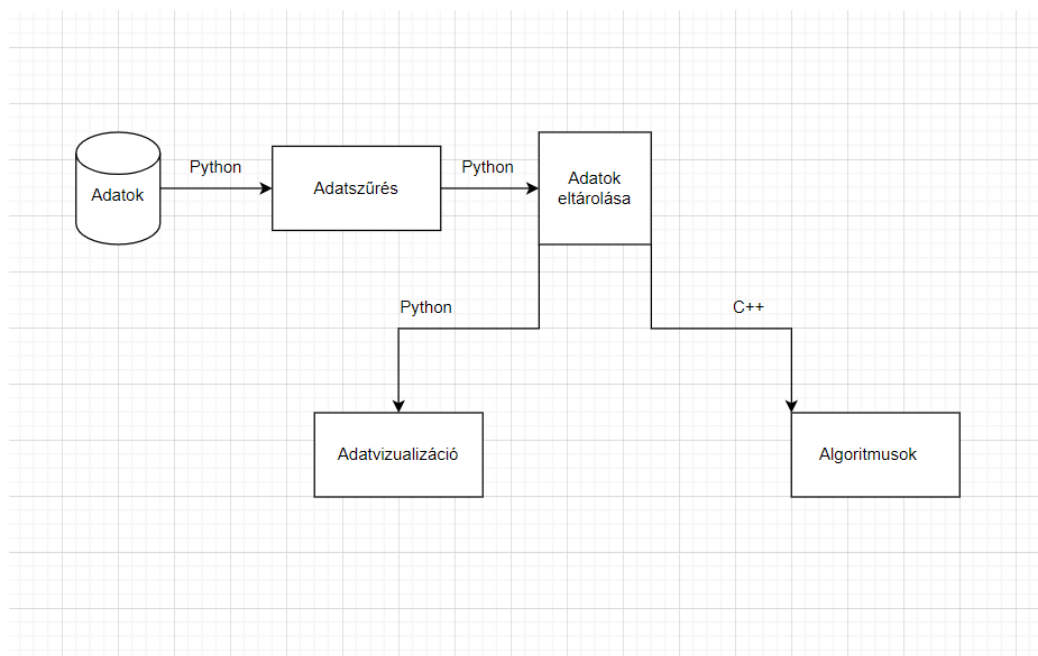 Adatok
Python
Adatszűrés
Python
Adatok
eltárolása
Python
C++
Adatvizualizáció
Algoritmusok